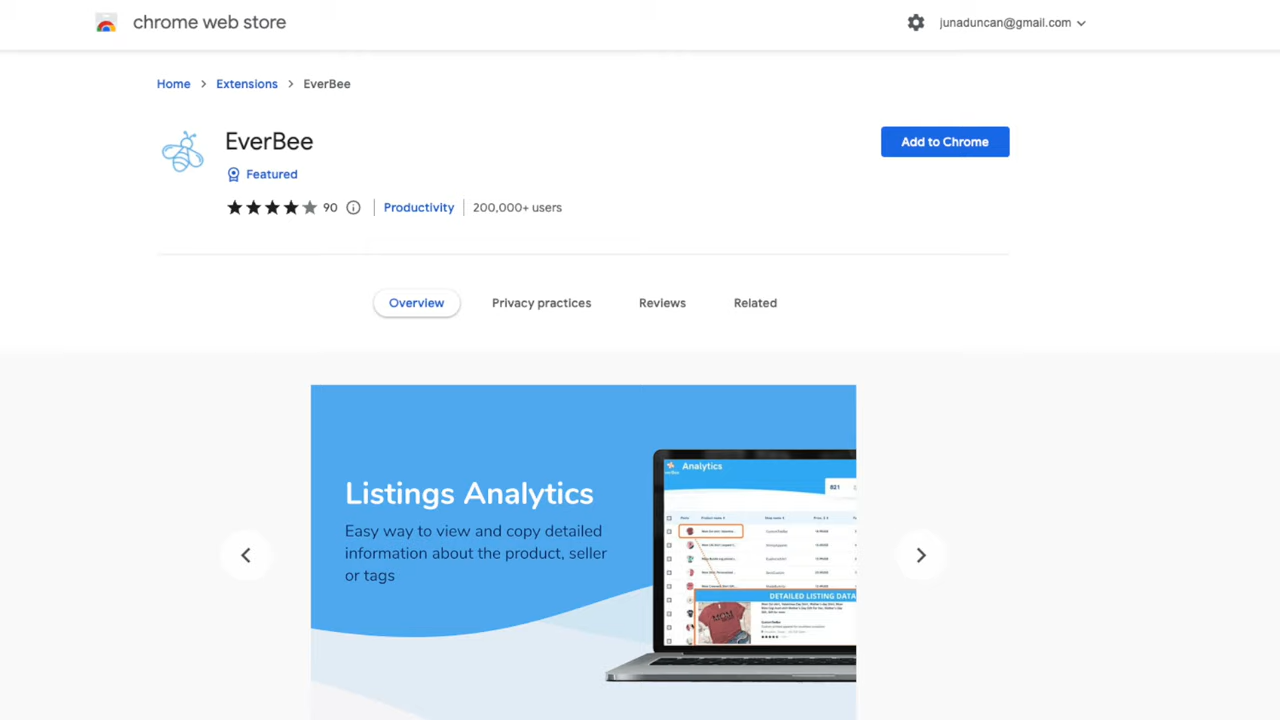 chrome web store
junaduncan@gmail.com
Home > Extensions > EverBee
EverBee
Add to Chrome
Featured
90 | Productivity | 200,000+ users
Overview
Privacy practices
Reviews
Related
Listings Analytics
Easy way to view and copy detailed
information about the product, seller
or tags
Analytics
821
DETAILED LISTING DATA